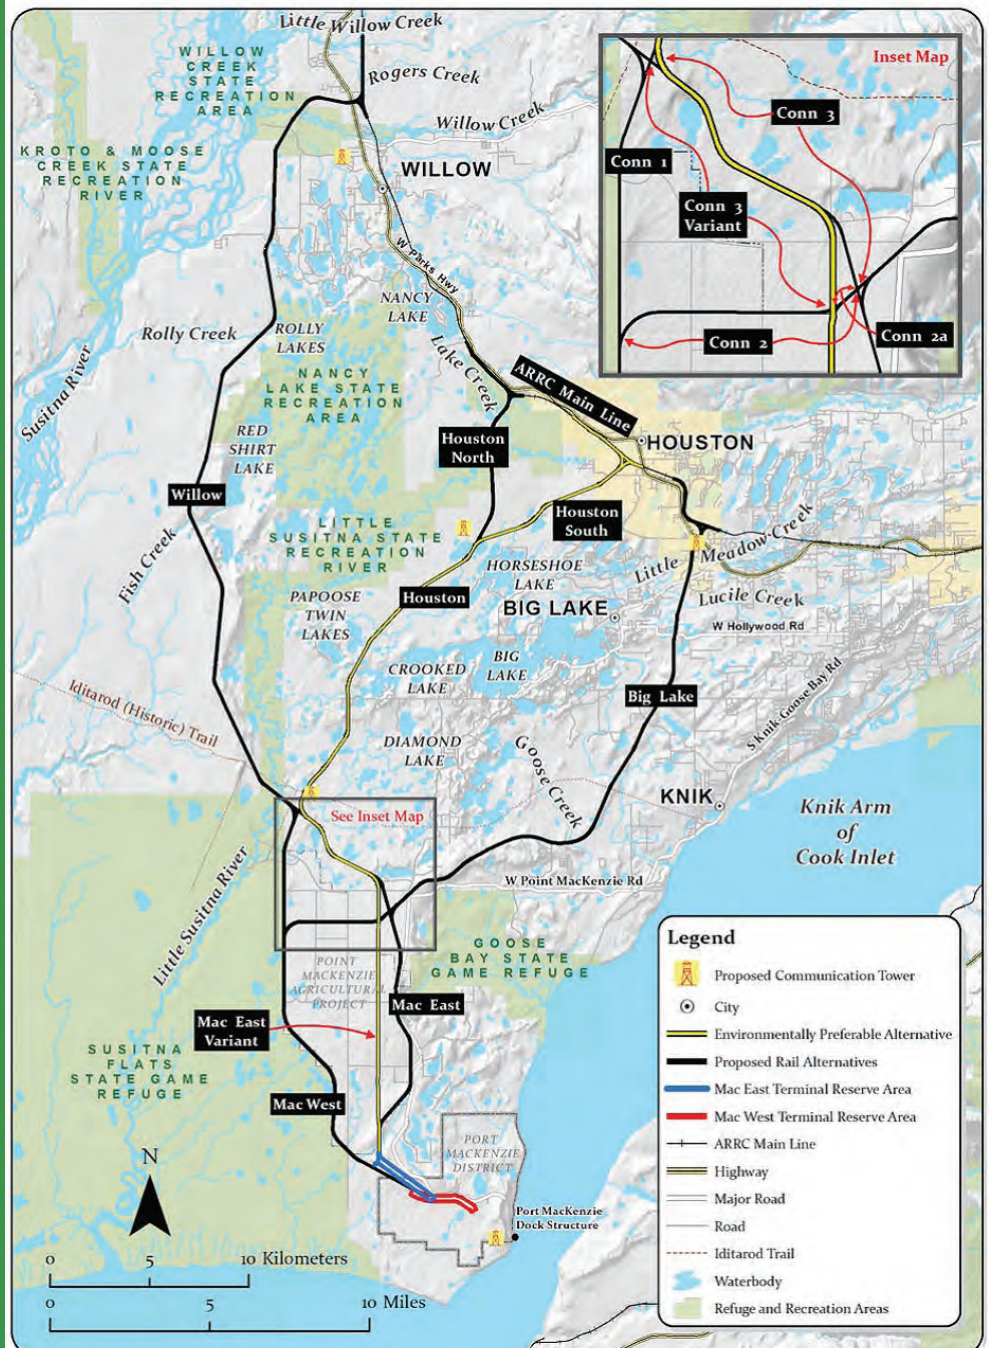 Little Willow Creek
WILLOW
CREEK
STATE
RECREATION
AREA
Rogers Creek
Willow Creek
KROTO & MOOSE
CREEK STATE
RECREATION
RIVER
WILLOW
W Parks Hwy
NANCY
LAKE
Rolly Creek
ROLLY
LAKES
Lake Creek
Susitna River
NANCY
LAKE STATE
RECREATION
AREA
ARRC Main Line
RED
SHIRT
LAKE
Houston
North
HOUSTON
Willow
Houston
South
LITTLE
SUSITNA STATE
RECREATION
RIVER
Fish Creek
Little Meadow Creek
HORSESHOE
LAKE
Houston
PAPOOSE
TWIN
LAKES
BIG LAKE
Lucile Creek
W Hollywood Rd
CROOKED
LAKE
BIG
LAKE
Big Lake
S Knik-Goose Bay Rd
Iditarod (Historic) Trail
DIAMOND
LAKE
Goose Creek
KNIK
Knik Arm
of
Cook Inlet
See Inset Map
W Point MacKenzie Rd
Little Susitna River
GOOSE
BAY STATE
GAME REFUGE
POINT
MACKENZIE
AGRICULTURAL
PROJECT
Mac East
Mac East
Variant
SUSITNA
FLATS
STATE GAME
REFUGE
Mac West
PORT
MACKENZIE
DISTRICT
Port MacKenzie
Dock Structure
N
0 5 10 Kilometers
0 5 10 Miles
Inset Map
Conn 3
Conn 1
Conn 3
Variant
Conn 2
Conn 2a
Legend
Proposed Communication Tower
City
Environmentally Preferable Alternative
Proposed Rail Alternatives
Mac East Terminal Reserve Area
Mac West Terminal Reserve Area
ARRC Main Line
Highway
Major Road
Road
Iditarod Trail
Waterbody
Refuge and Recreation Areas